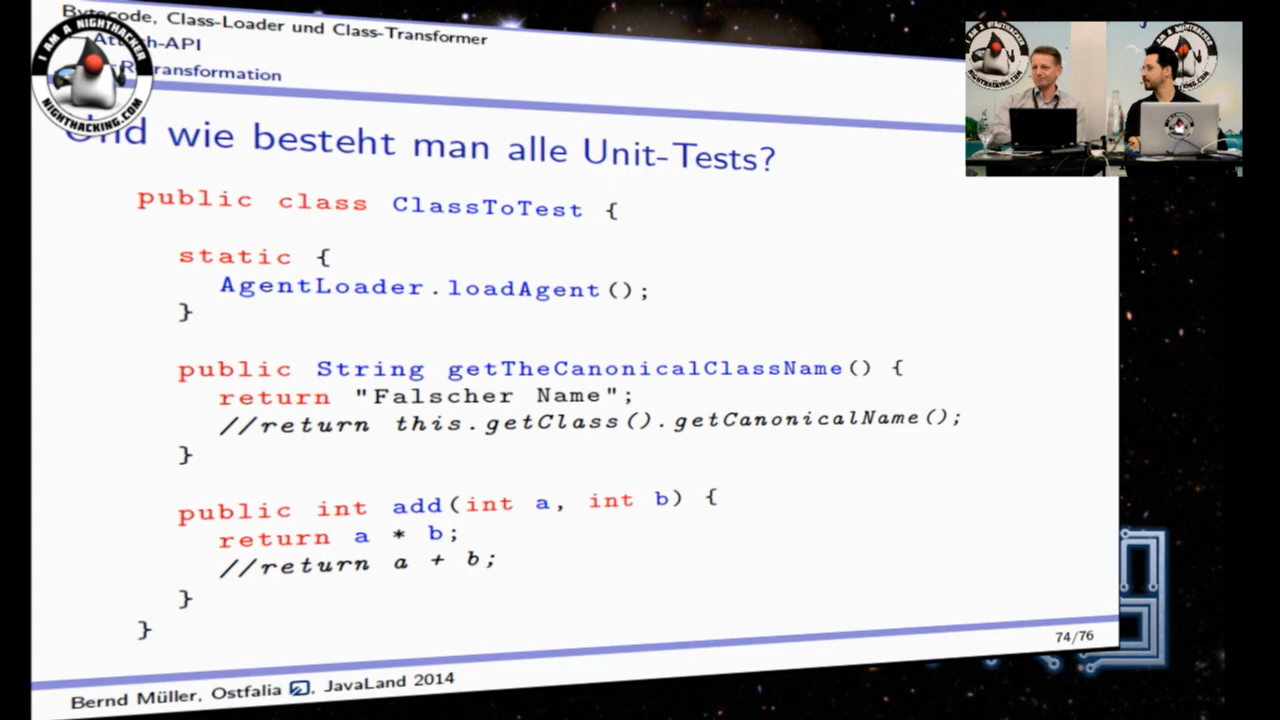 Bytecode, Class-Loader und Class-Transformer
Attach-API
Retransformation
I AM A NIGHTHACKER
NIGHTHACKING.COM
Und wie besteht man alle Unit-Tests?
public class ClassToTest {
static {
AgentLoader.loadAgent();
}
public String getTheCanonicalClassName() {
return "Falscher Name";
//return this.getClass().getCanonicalName();
}
public int add(int a, int b) {
return a * b;
//return a + b;
}
}
74/76
Bernd Müller, Ostfalia , JavaLand 2014